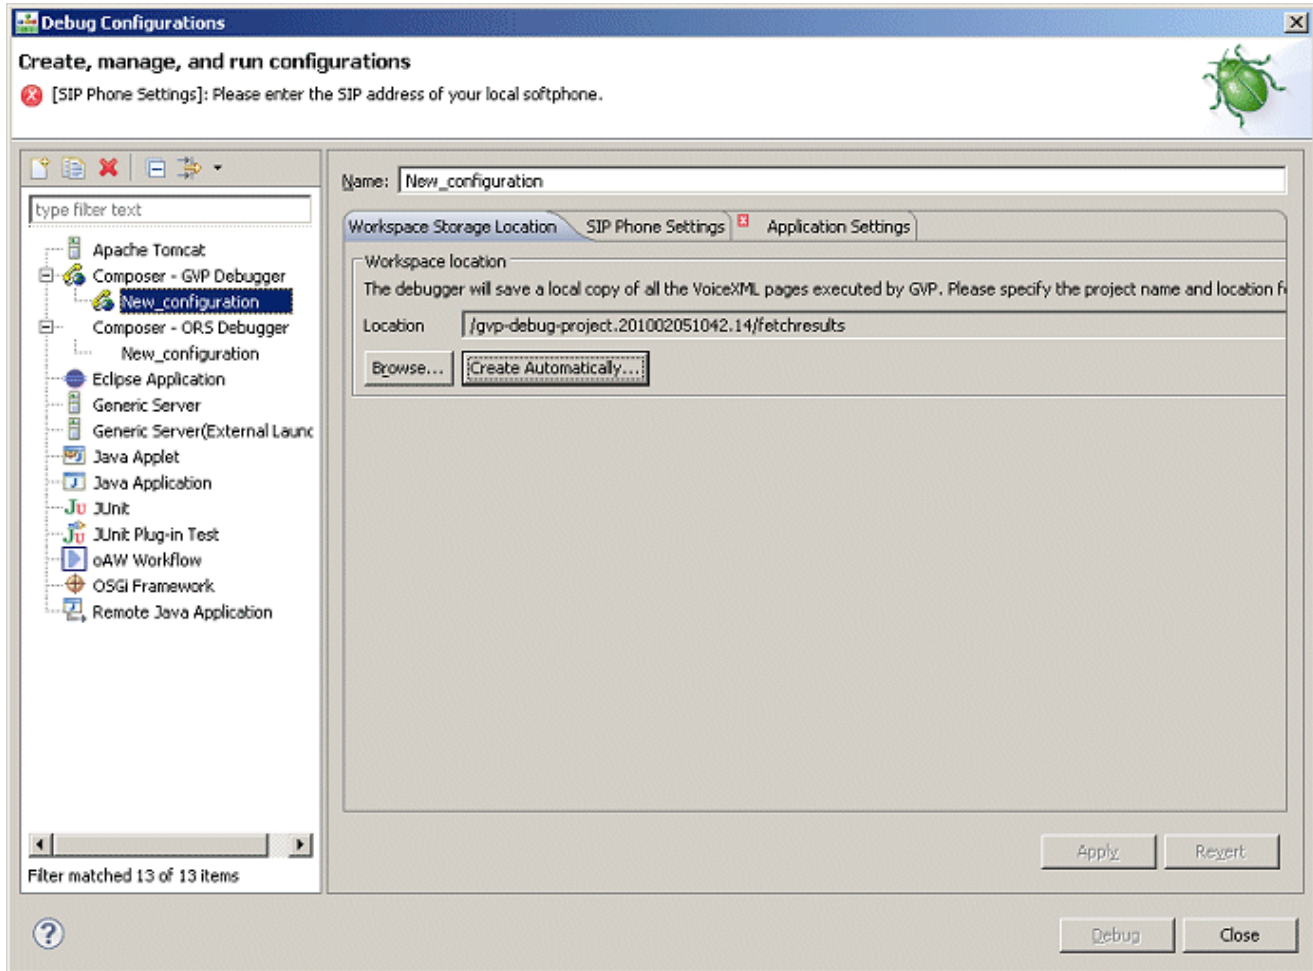 Debug Configurations
Create, manage, and run configurations
[SIP Phone Settings]: Please enter the SIP address of your local softphone.
type filter text
Apache Tomcat
Composer - GVP Debugger
New_configuration
Composer - ORS Debugger
New_configuration
Eclipse Application
Generic Server
Generic Server(External Launc
Java Applet
Java Application
Ju JUnit
Ju JUnit Plug-in Test
oAW Workflow
OSGi Framework
Remote Java Application
Filter matched 13 of 13 items
Name: New_configuration
Workspace Storage Location SIP Phone Settings Application Settings
Workspace location
The debugger will save a local copy of all the VoiceXML pages executed by GVP. Please specify the project name and location f
Location /gvp-debug-project.201002051042.14/fetchresults
Browse... Create Automatically...
Apply Revert
? Debug Close